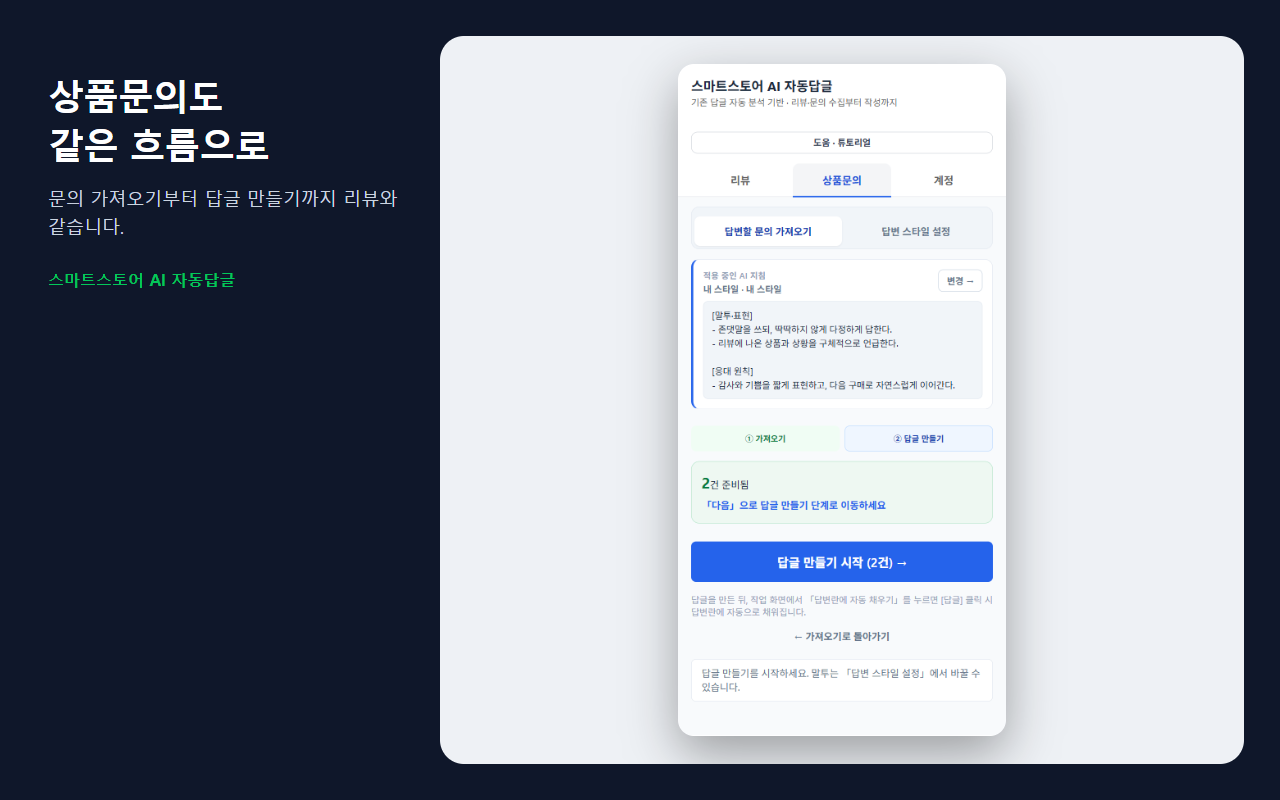 상품문의도
같은 흐름으로
문의 가져오기부터 답글 만들기까지 리뷰와
같습니다.
스마트스토어 AI 자동답글
스마트스토어 AI 자동답글
기존 답글 자동 분석 기반 · 리뷰·문의 수집부터 작성까지
도움 · 튜토리얼
리뷰
상품문의
계정
답변할 문의 가져오기
답변 스타일 설정
적용 중인 AI 지침
내 스타일 · 내 스타일
변경 →
[말투·표현]
- 존댓말을 쓰되, 딱딱하지 않게 다정하게 답한다.
- 리뷰에 나온 상품과 상황을 구체적으로 언급한다.
[응대 원칙]
- 감사와 기쁨을 짧게 표현하고, 다음 구매로 자연스럽게 이어간다.
① 가져오기
② 답글 만들기
2건 준비됨
「다음」으로 답글 만들기 단계로 이동하세요
답글 만들기 시작 (2건) →
답글을 만든 뒤, 작업 화면에서 「답변란에 자동 채우기」를 누르면 [답글] 클릭 시
답변란에 자동으로 채워집니다.
← 가져오기로 돌아가기
답글 만들기를 시작하세요. 말투는 「답변 스타일 설정」에서 바꿀 수
있습니다.